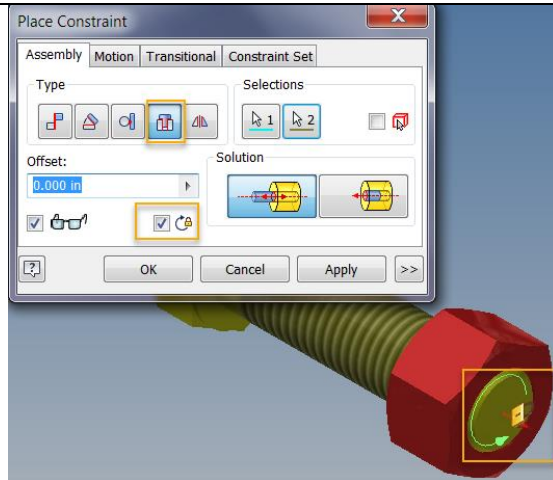 Place Constraint
Assembly Motion Transitional Constraint Set
Type Selections
1 2
Offset: Solution
0.000 in
OK Cancel Apply >>